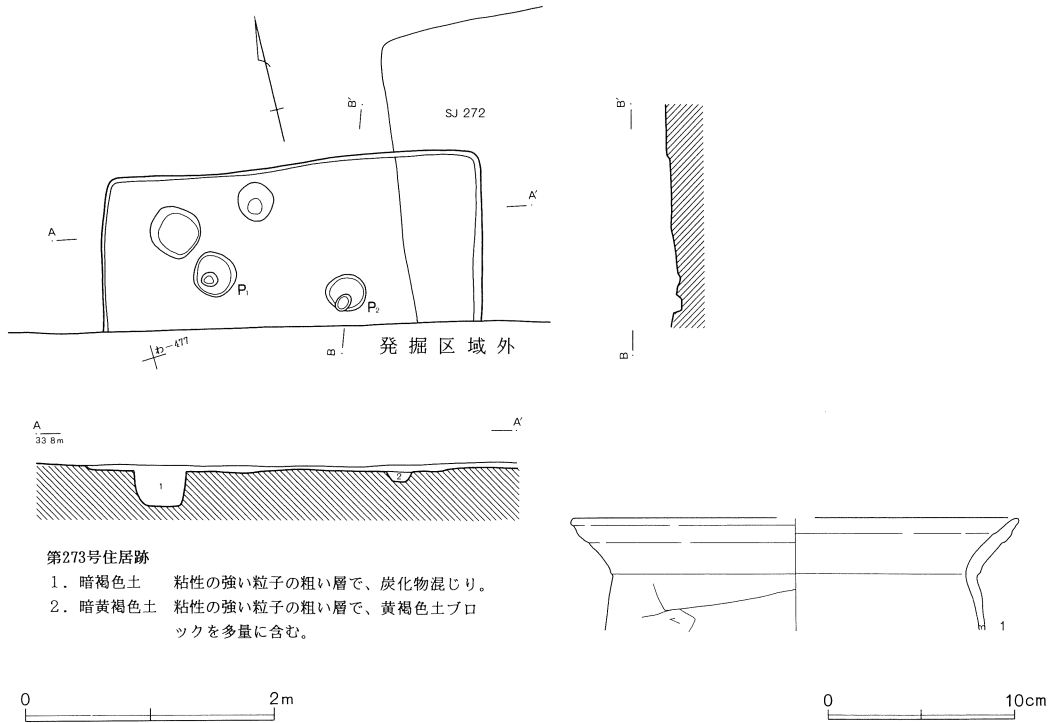 B′
SJ 272
B′
A
A′
P1
P2
わ-477
B
発掘区域外
B
A
33 8m
A′
1
2
第273号住居跡
1．暗褐色土　粘性の強い粒子の粗い層で、炭化物混じり。
2．暗黄褐色土　粘性の強い粒子の粗い層で、黄褐色土ブロ
ックを多量に含む。
1
0　2m
0　10cm